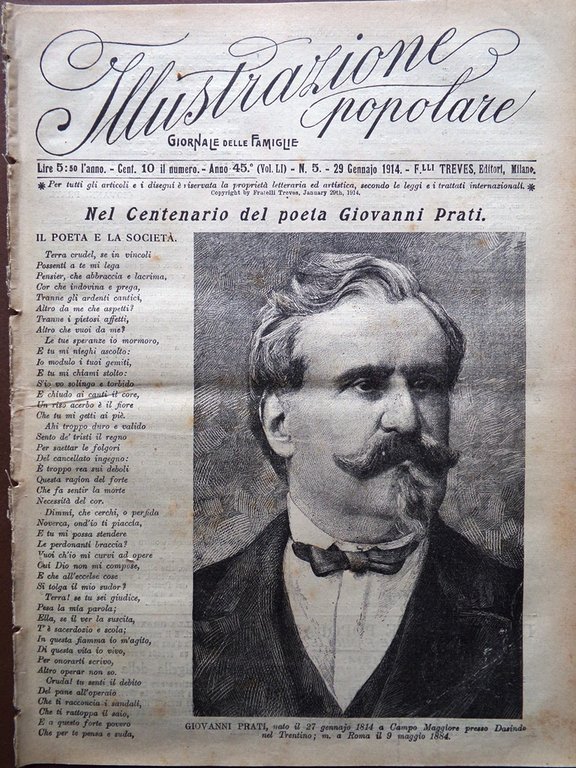 Illustrazione
popolare
GIORNALE DELLE FAMIGLIE
Lire 5:50 l'anno. - Cent. 10 il numero. - Anno 45.° (Vol. LI) - N. 5. - 29 Gennajo 1914. - F.LLI TREVES, Editori, Milano.
* Per tutti gli articoli e i disegni è riservata la proprietà letteraria ed artistica, secondo le leggi e i trattati internazionali. *
Copyright by Fratelli Treves, January 29th, 1914.
Nel Centenario del poeta Giovanni Prati.
IL POETA E LA SOCIETÀ.
Terra crudel, se in vincoli
Possenti a te mi lega
Pensier, che abbraccia e lacrima,
Cor che indovina e prega,
Tranne gli ardenti cantici,
Altro da me che aspetti?
Tranne i pietosi affetti,
Altro che vuoi da me?
Le tue speranze io mormoro,
E tu mi nieghi ascolto:
Io modulo i tuoi gemiti,
E tu mi chiami stolto:
S'io vo solingo e torbido
E chiudo ai canti il core,
Un riso acerbo è il fiore
Che tu mi getti ai piè.
Ahi troppo duro e valido
Sento de' tristi il regno
Per saettar le folgori
Del cancellato ingegno:
È troppo rea sui deboli
Questa ragion del forte
Che fa sentir la morte
Necessità del cor.
Dimmi, che cerchi, o perfida
Noverca, ond'io ti piaccia,
E tu mi possa stendere
Le perdonanti braccia?
Vuoi ch'io mi curvi ad opere
Cui Dio non mi compose,
E che all'eccelse cose
Si tolga il mio sudor?
Terra! se tu sei giudice,
Pesa la mia parola;
Ella, se il ver la suscita,
T'è sacerdozio e scola;
In questa fiamma io m'agito,
Di questa vita io vivo,
Per onorarti scrivo,
Altro operar non so.
Cruda! tu senti il debito
Del pane all'operaio
Che ti racconcia i sandali,
Che ti rattoppa il saio,
E a questo forte povero
Che per te pensa e suda,
GIOVANNI PRATI, nato il 27 gennajo 1814 a Campo Maggiore presso Dasindo
nel Trentino; m. a Roma il 9 maggio 1884.